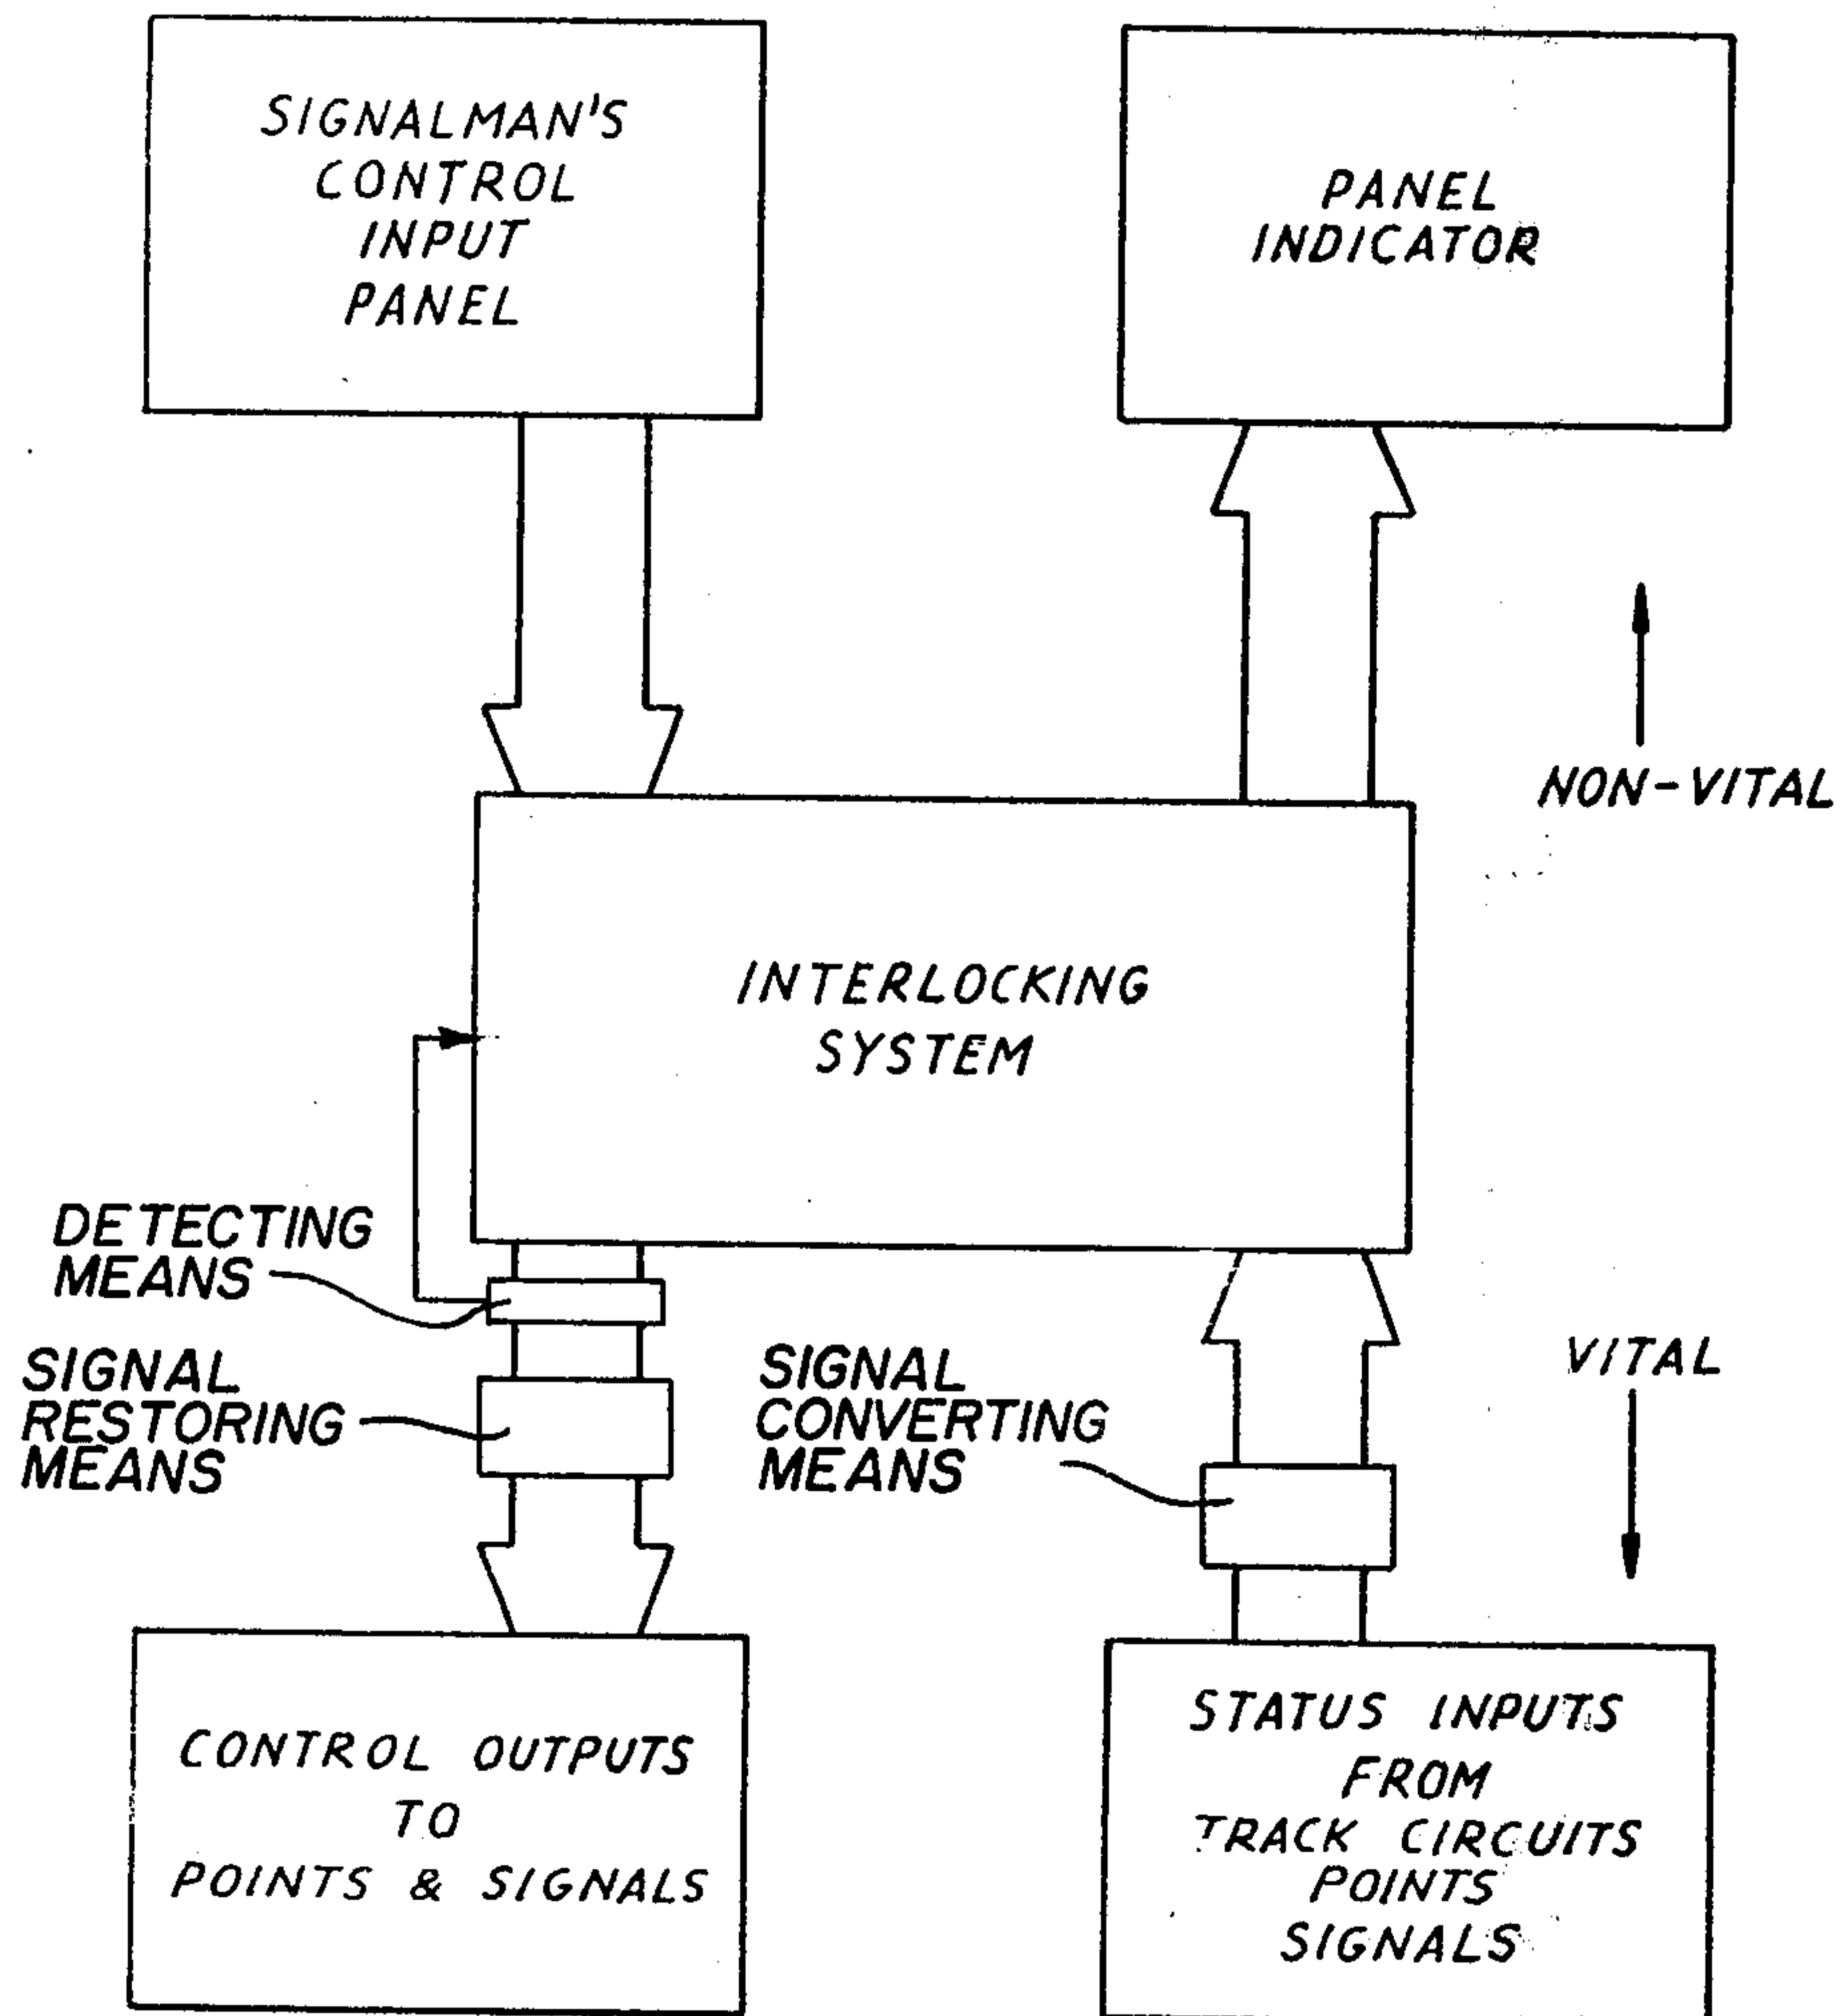 SIGNALMAN'S
CONTROL
INPUT
PANEL
PANEL
INDICATOR
NON-VITAL
INTERLOCKING
SYSTEM
DETECTING
MEANS
SIGNAL
RESTORING
MEANS
SIGNAL
CONVERTING
MEANS
VITAL
CONTROL OUTPUTS
TO
POINTS & SIGNALS
STATUS INPUTS
FROM
TRACK CIRCUITS
POINTS
SIGNALS